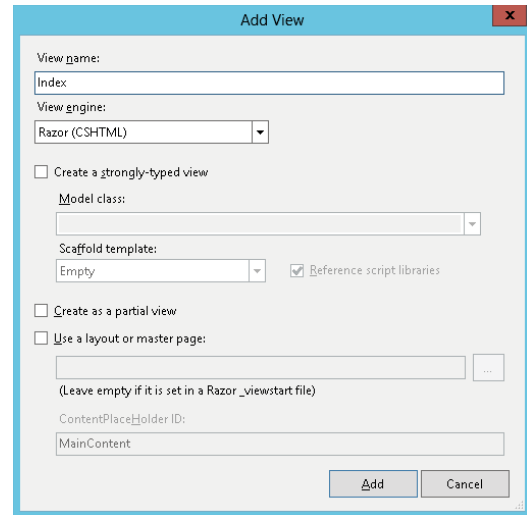 Add View
x
View name:
Index
View engine:
Razor (CSHTML)
Create a strongly-typed view
Model class:
Scaffold template:
Empty
Reference script libraries
Create as a partial view
Use a layout or master page:
...
(Leave empty if it is set in a Razor _viewstart file)
ContentPlaceHolder ID:
MainContent
Add
Cancel